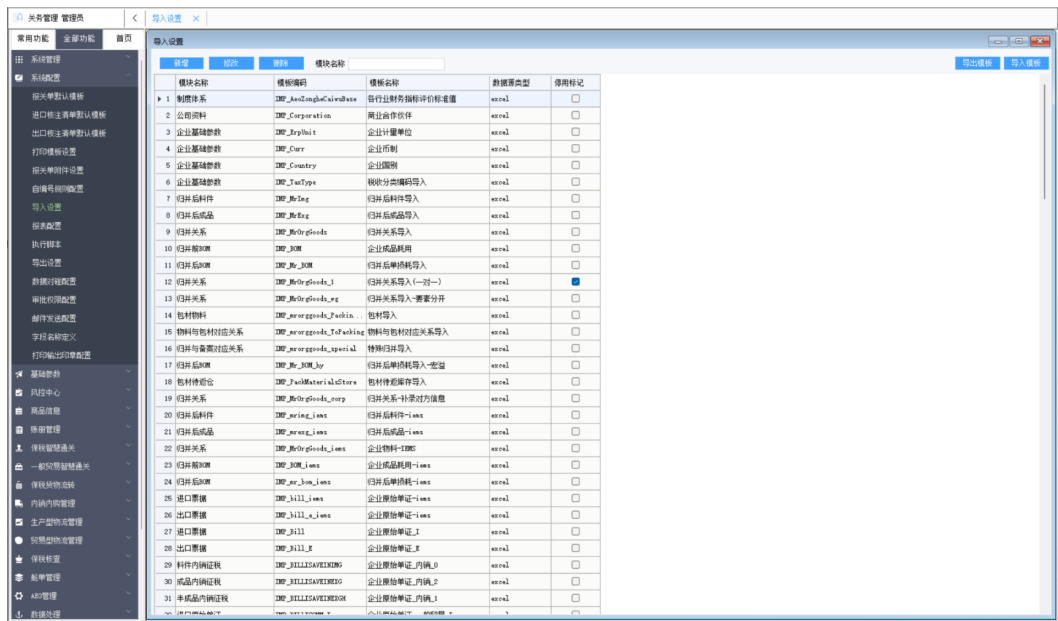 关务管理 管理员
导入设置
常用功能 全部功能 首页
系统管理
系统配置
报关单默认模板
进口核注清单默认模板
出口核注清单默认模板
打印模板设置
报关单附件设置
自编号规则配置
导入设置
报表配置
执行脚本
导出设置
数据对碰配置
审批权限配置
邮件发送配置
字段名称定义
打印输出印章配置
基础参数
风控中心
商品信息
账册管理
保税智慧通关
一般贸易智慧通关
保税货物流转
内销内购管理
生产型物流管理
贸易型物流管理
保税核查
舱单管理
AEO管理
数据处理
导入设置
新增 修改 删除 模块名称 导出模板 导入模板
模块名称 模板编码 模板名称 数据源类型 停用标记
1 制度体系 IMP_AeoZongheCaiwuBase 各行业财务指标评价标准值 excel
2 公司资料 IMP_Corporation 商业合作伙伴 excel
3 企业基础参数 IMP_ErpUnit 企业计量单位 excel
4 企业基础参数 IMP_Curr 企业币制 excel
5 企业基础参数 IMP_Country 企业国别 excel
6 企业基础参数 IMP_TaxType 税收分类编码导入 excel
7 归并后料件 IMP_MrImg 归并后料件导入 excel
8 归并后成品 IMP_MrExg 归并后成品导入 excel
9 归并关系 IMP_MrOrgGoods 归并关系导入 excel
10 归并前BOM IMP_BOM 企业成品耗用 excel
11 归并后BOM IMP_Mr_BOM 归并后单损耗导入 excel
12 归并关系 IMP_MrOrgGoods_1 归并关系导入(一对一) excel
13 归并关系 IMP_MrOrgGoods_wg 归并关系导入-要素分开 excel
14 包材物料 IMP_mrorggoods_Packin... 包材导入 excel
15 物料与包材对应关系 IMP_mrorggoods_ToPacking 物料与包材对应关系导入 excel
16 归并与备案对应关系 IMP_mrorggoods_special 特殊归并导入 excel
17 归并后BOM IMP_Mr_BOM_hy 归并后单损耗导入-宏溢 excel
18 包材待返仓 IMP_PackMaterialsStore 包材待返库存导入 excel
19 归并关系 IMP_MrOrgGoods_corp 归并关系-补录对方信息 excel
20 归并后料件 IMP_mrimg_iems 归并后料件-iems excel
21 归并后成品 IMP_mrexg_iems 归并后成品-iems excel
22 归并关系 IMP_MrOrgGoods_iems 企业物料-IEMS excel
23 归并前BOM IMP_BOM_iems 企业成品耗用-iems excel
24 归并后BOM IMP_mr_bom_iems 归并后单损耗-iems excel
25 进口票据 IMP_bill_iems 企业原始单证-iems excel
26 出口票据 IMP_bill_e_iems 企业原始单证-iems excel
27 进口票据 IMP_Bill 企业原始单证_I excel
28 出口票据 IMP_Bill_E 企业原始单证_E excel
29 料件内销征税 IMP_BILLISAVEINIMG 企业原始单证_内销_0 excel
30 成品内销征税 IMP_BILLISAVEINEXG 企业原始单证_内销_2 excel
31 半成品内销征税 IMP_BILLISAVEINEXGH 企业原始单证_内销_1 excel